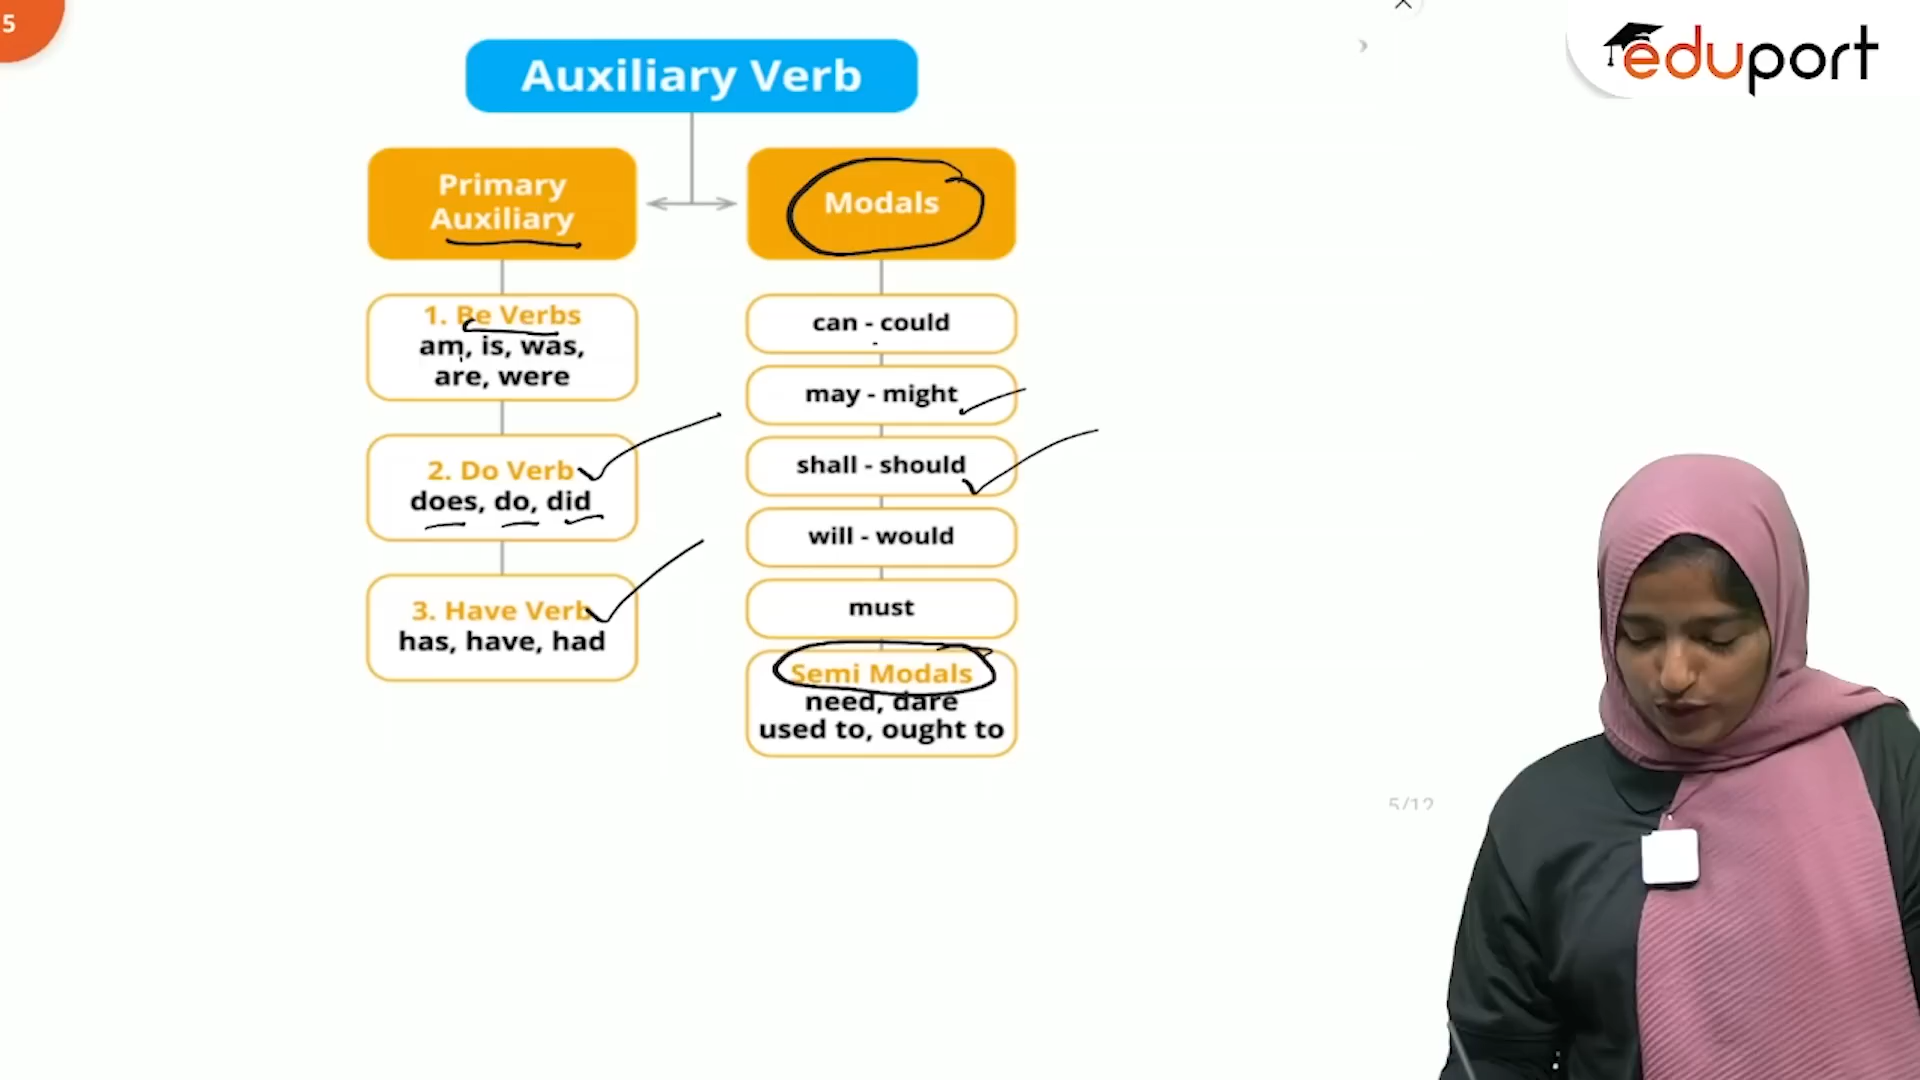 5
eduport
Auxiliary Verb
Primary
Auxiliary
1. Be Verbs
am, is, was,
are, were
2. Do Verb
does, do, did
3. Have Verb
has, have, had
Modals
can - could
may - might
shall - should
will - would
must
Semi Modals
need, dare
used to, ought to
5/12